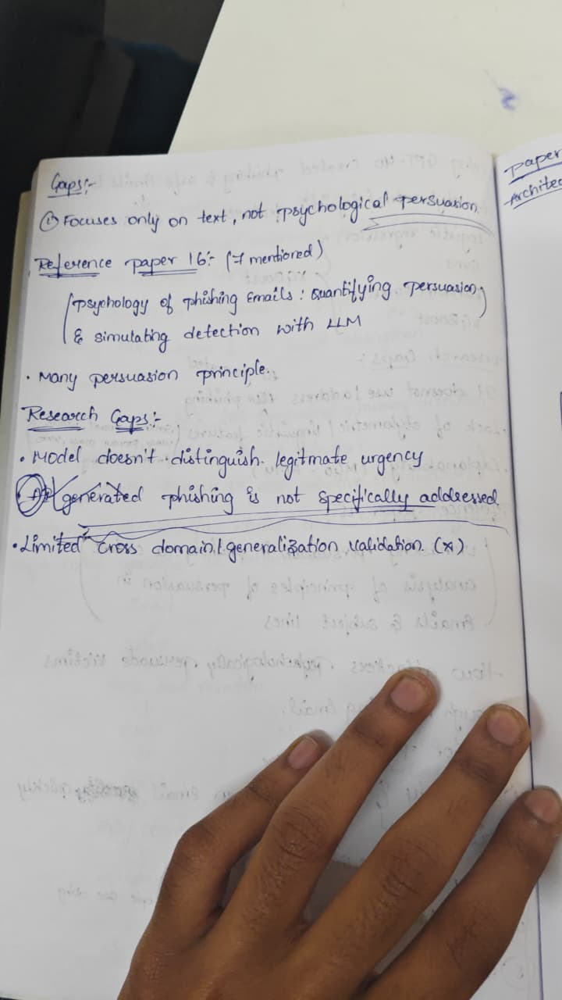 Gaps:-
① Focuses only on text, not psychological persuasion.
Reference paper 16:- (7 mentioned)
psychology of phishing Emails: Quantifying persuasion
& simulating detection with LLM
• Many persuasion principle.
Research Gaps:-
• Model doesn't distinguish legitmate urgency
generated phishing is not specifically addressed
• Limited cross domain/generalization validation. (*)
paper
Architec